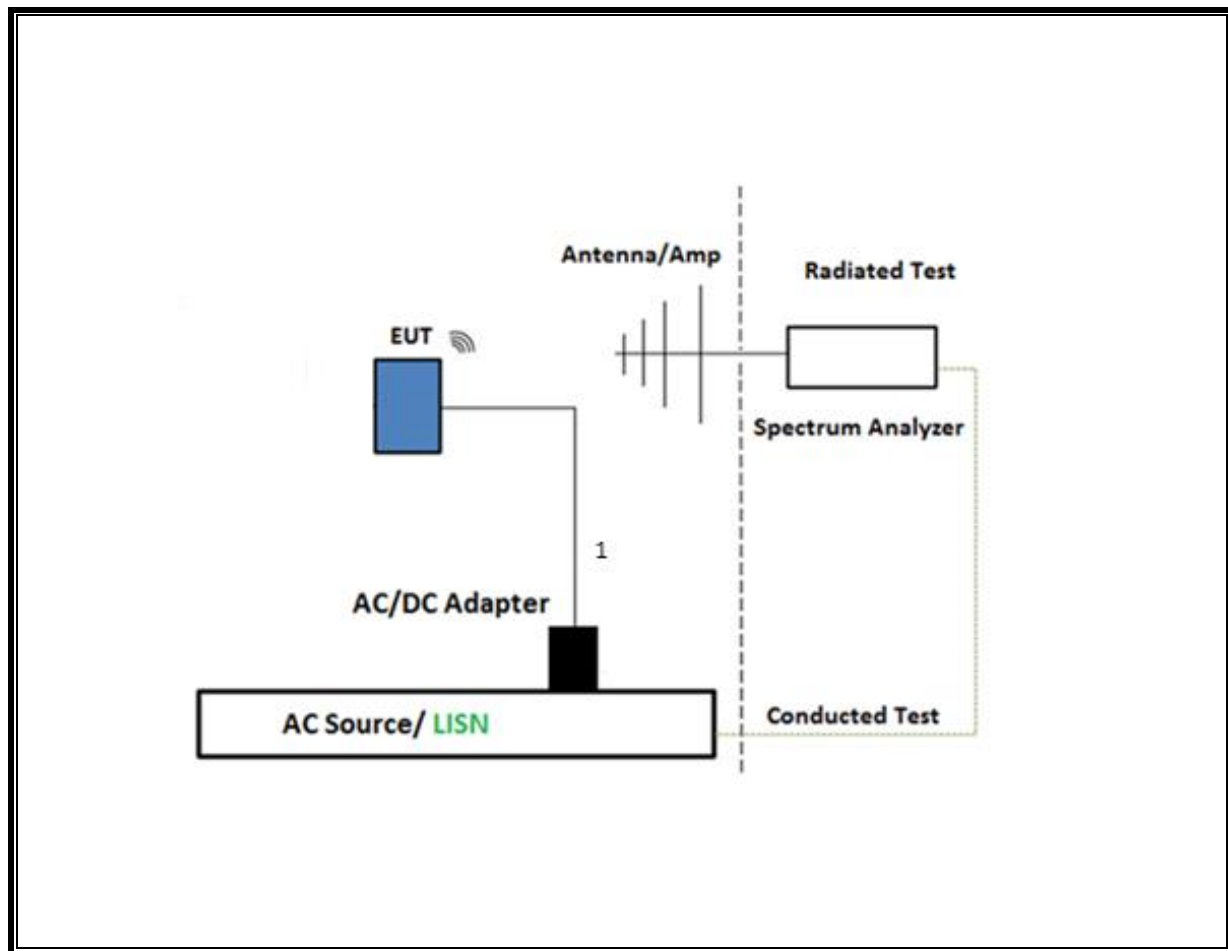 Antenna/Amp
Radiated Test
EUT
Spectrum Analyzer
1
AC/DC Adapter
AC Source/ LISN
Conducted Test